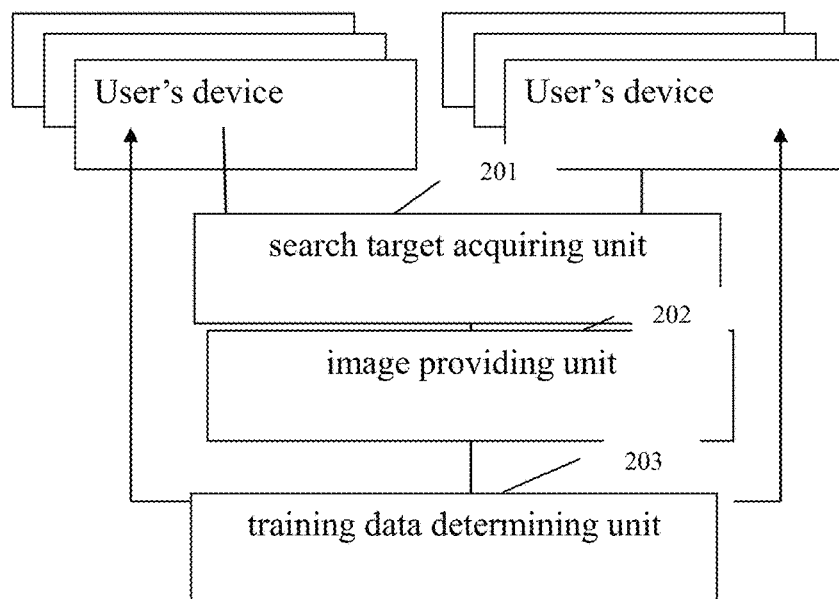 User's device
User's device
201
search target acquiring unit
202
image providing unit
203
training data determining unit